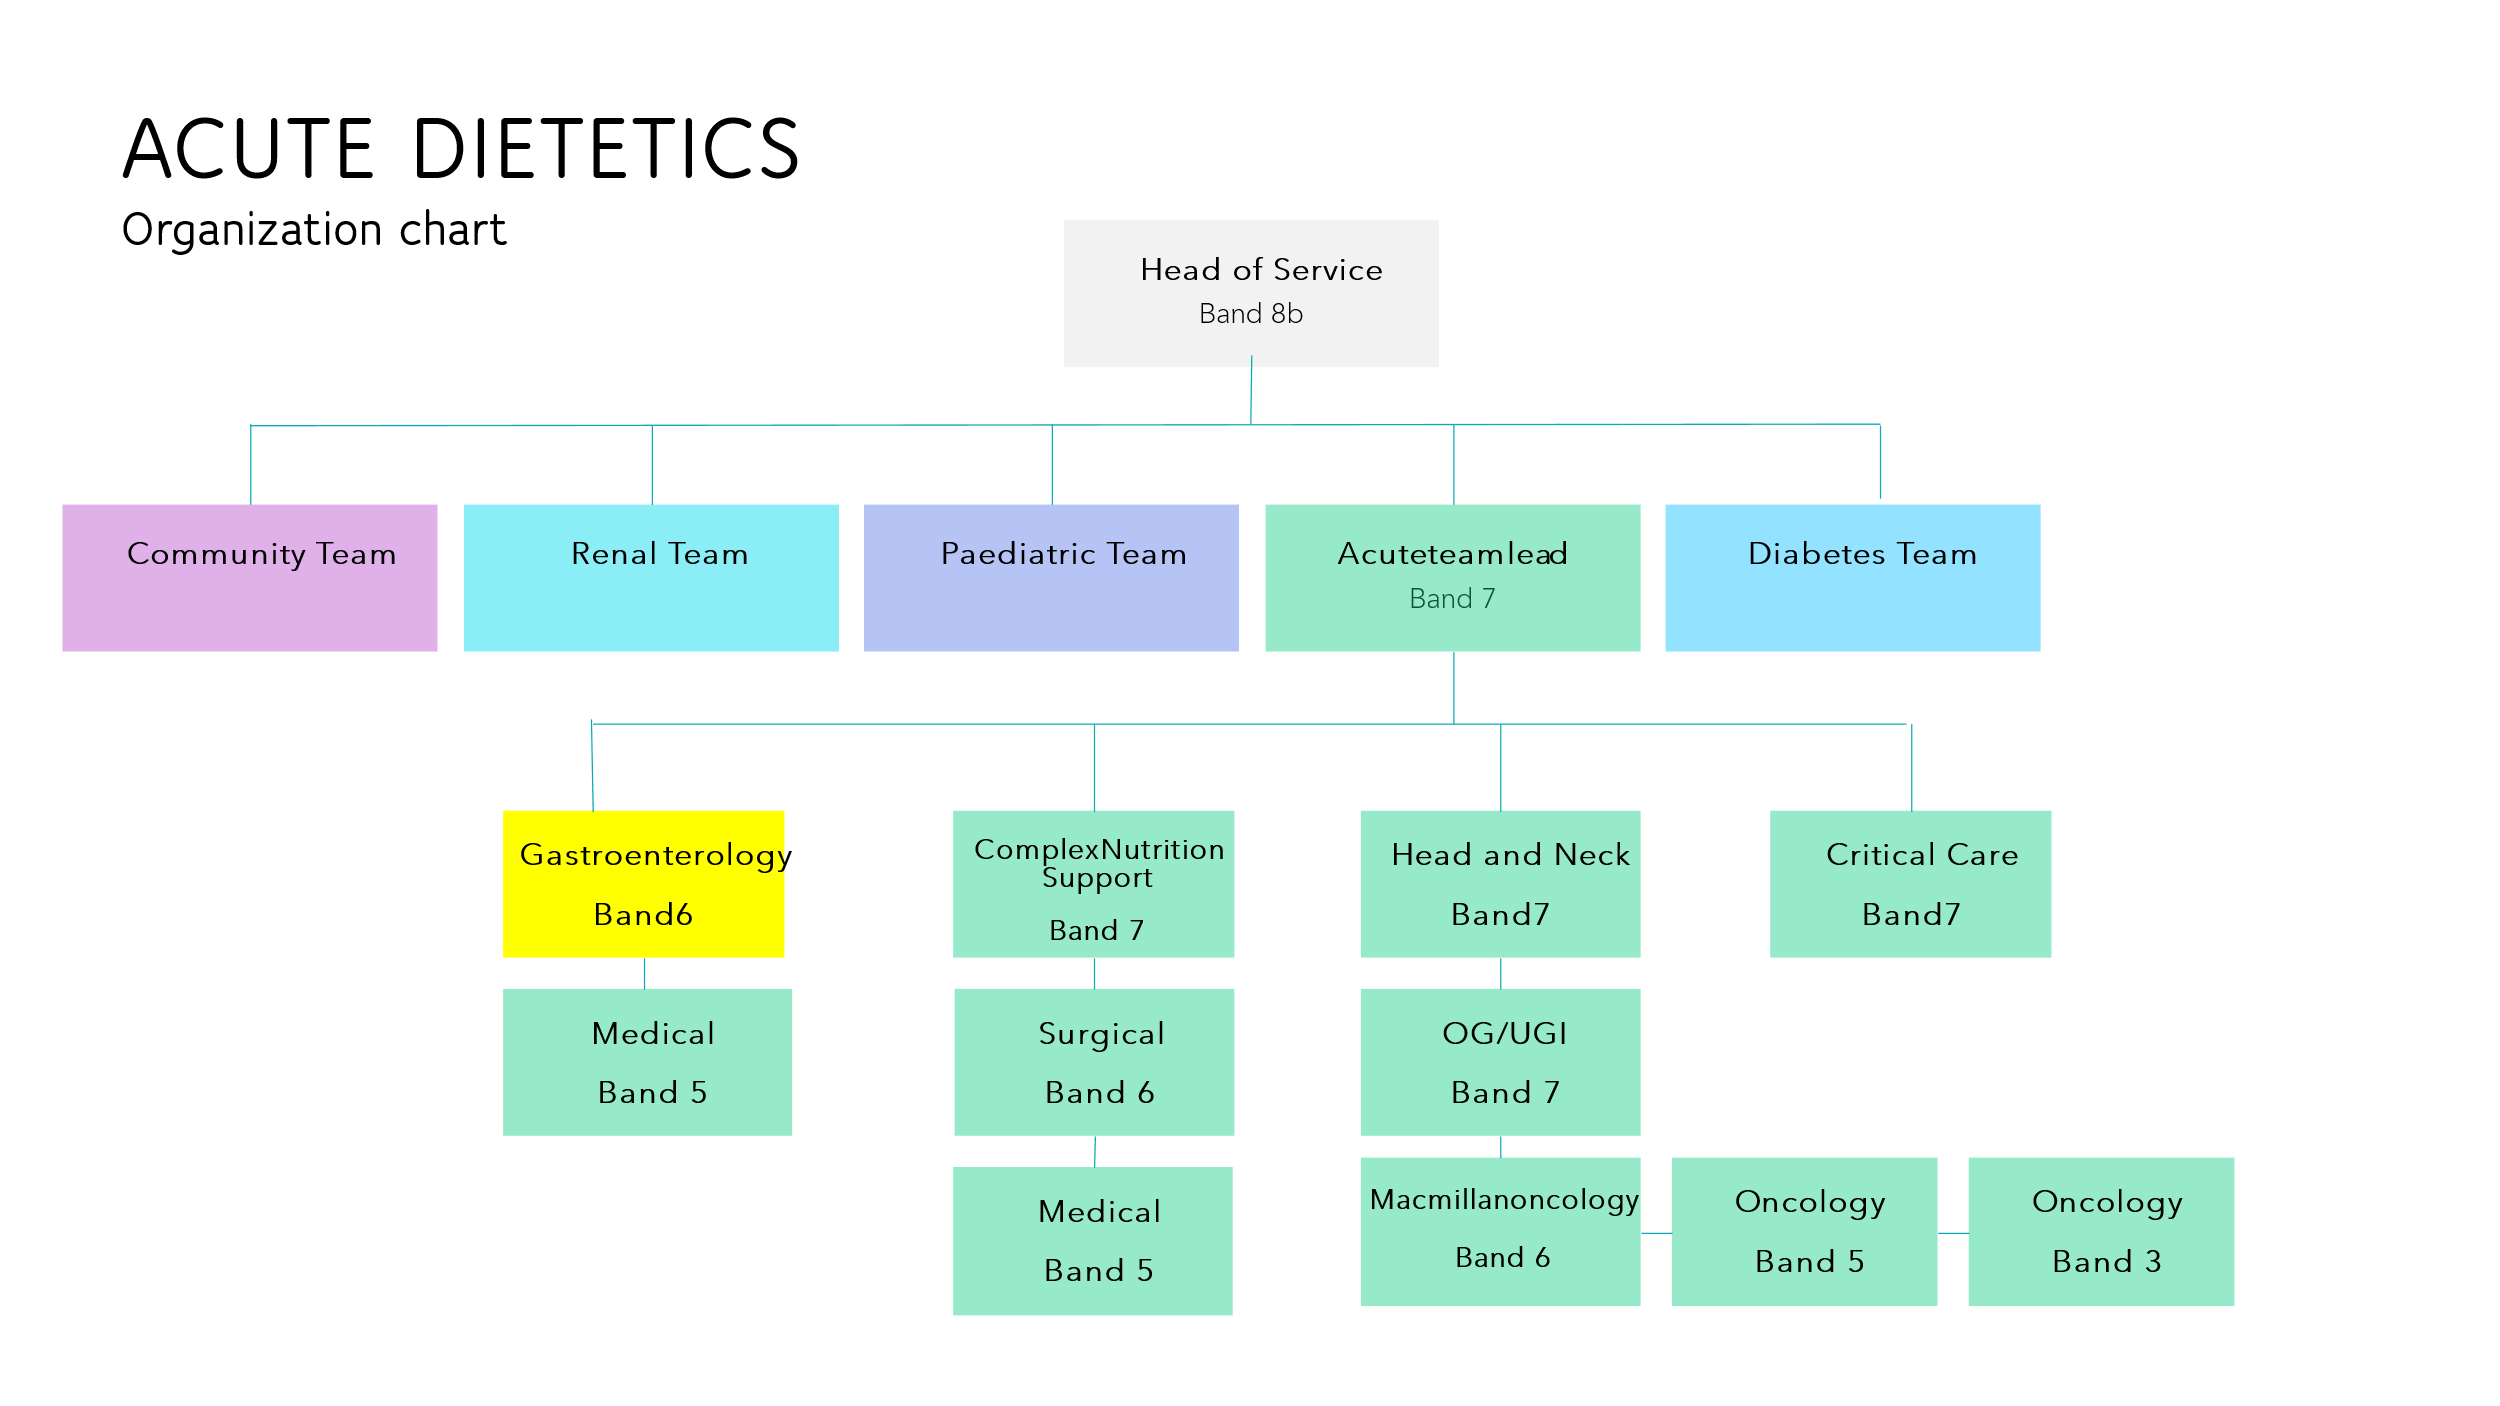 ACUTE DIETETICS
Organization chart
Head of Service
Band 8b
Community Team
Renal Team
Paediatric Team
Acuteteamlead
Band 7
Diabetes Team
Gastroenterology
Band6
ComplexNutrition
Support
Band 7
Head and Neck
Band7
Critical Care
Band7
Medical
Band 5
Surgical
Band 6
OG/UGI
Band 7
Medical
Band 5
Macmillanoncology
Band 6
Oncology
Band 5
Oncology
Band 3